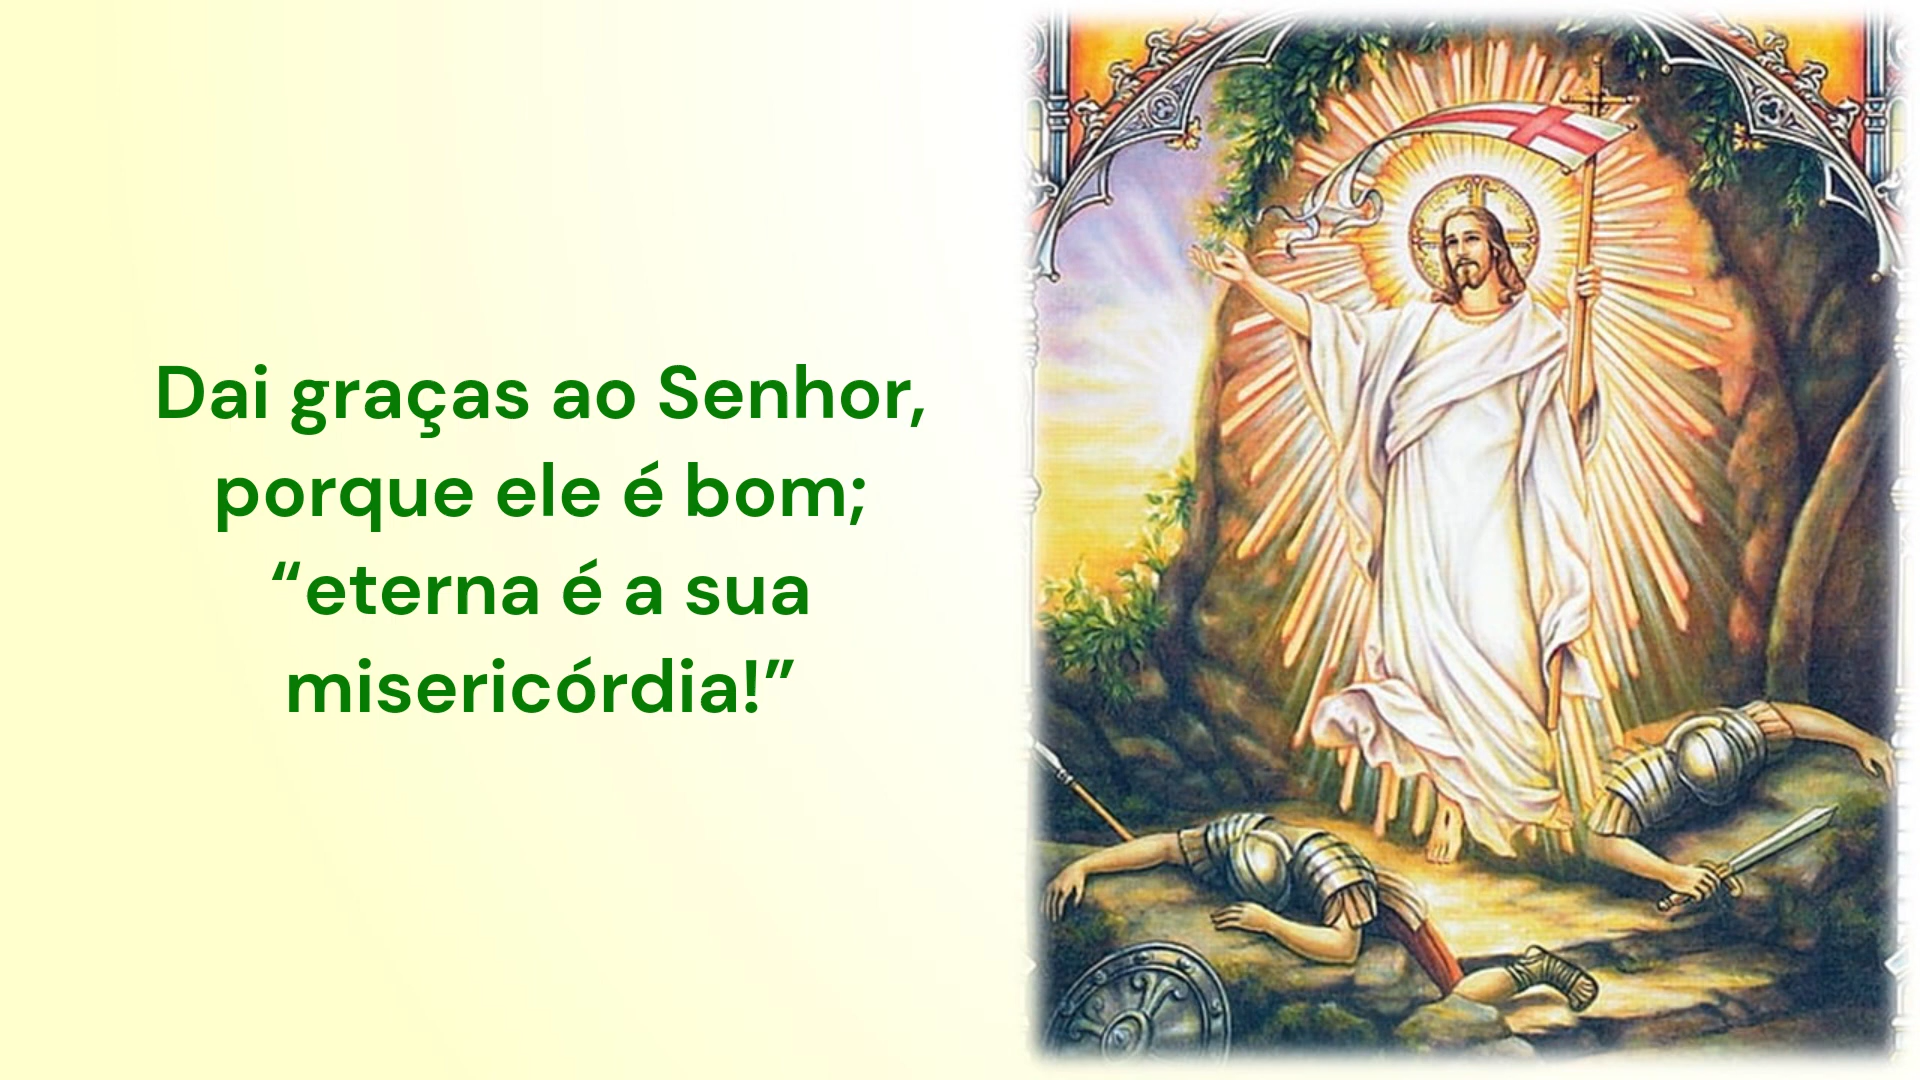 Dai graças ao Senhor,
porque ele é bom;
“eterna é a sua
misericórdia!”